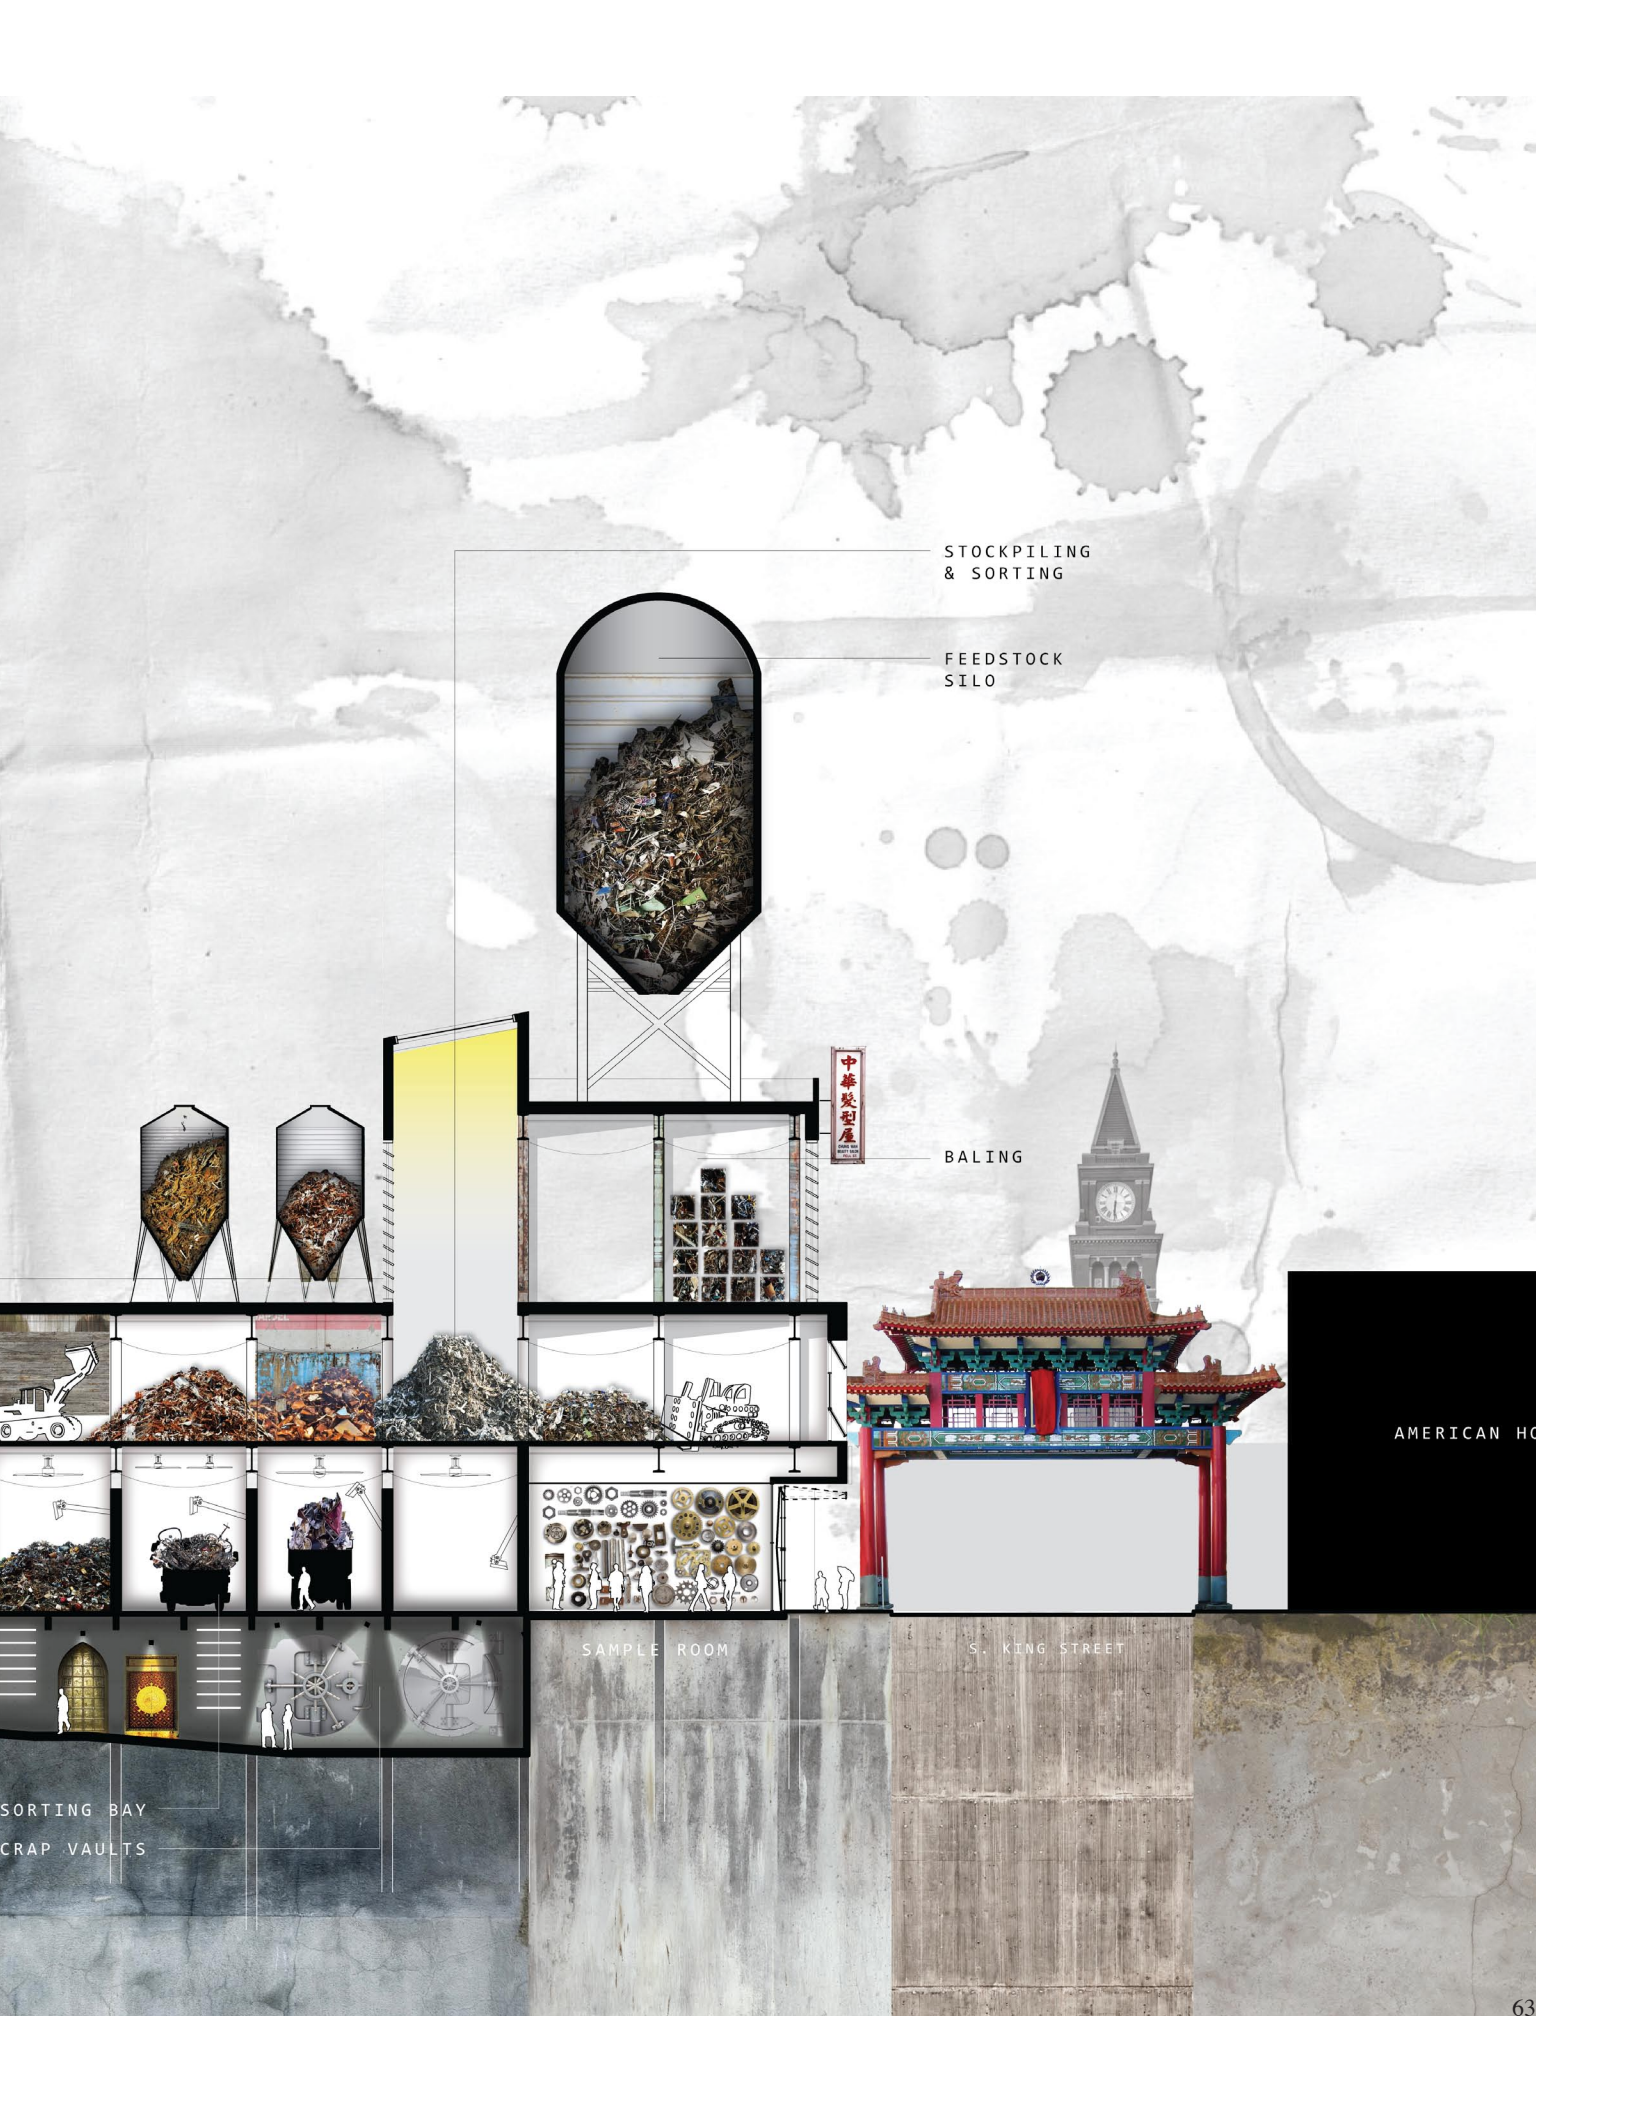 STOCKPILING
& SORTING
FEEDSTOCK
SILO
中
華
髮
型
屋
BALING
AMERICAN HO
SAMPLE ROOM
S. KING STREET
SORTING BAY
CRAP VAULTS
63